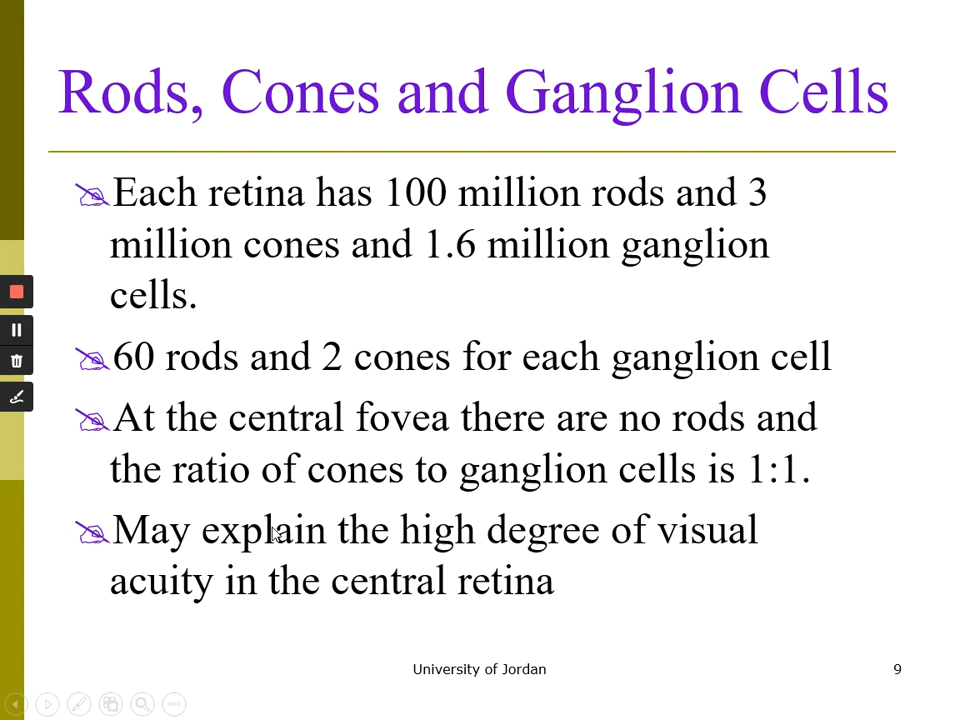 Rods, Cones and Ganglion Cells
Each retina has 100 million rods and 3
million cones and 1.6 million ganglion
cells.
60 rods and 2 cones for each ganglion cell
At the central fovea there are no rods and
the ratio of cones to ganglion cells is 1:1.
May explain the high degree of visual
acuity in the central retina
University of Jordan
9